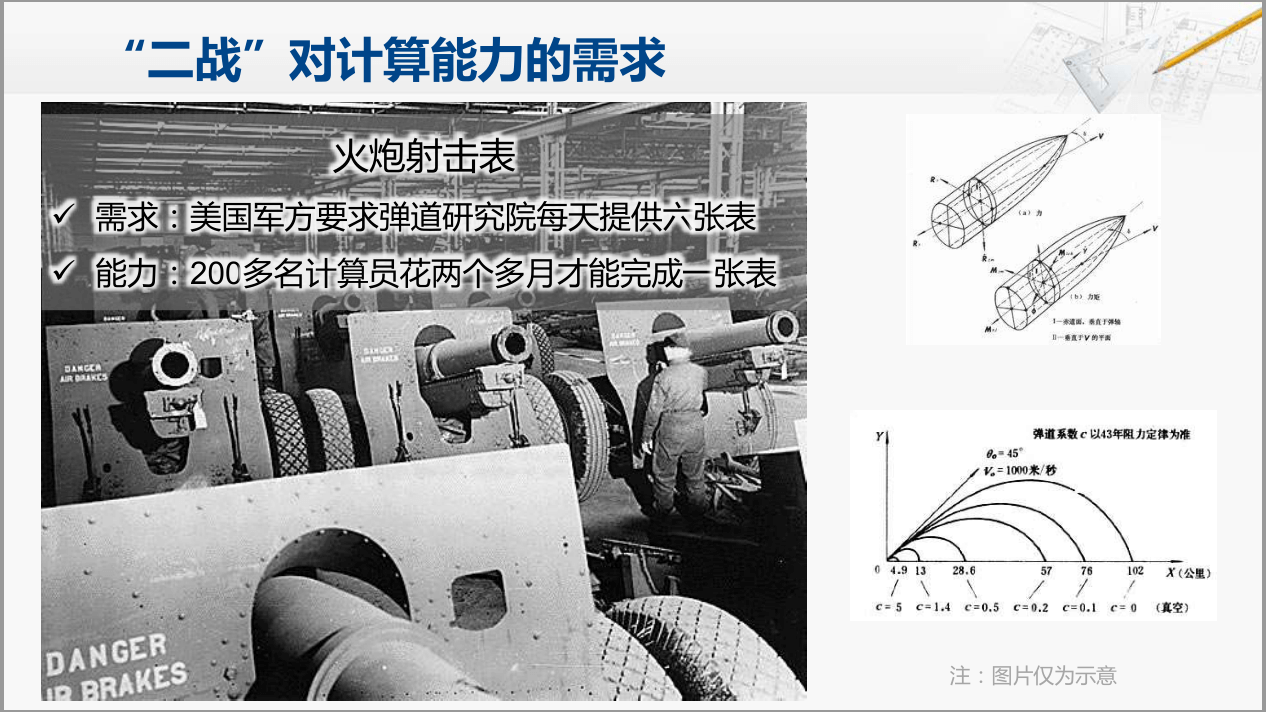 “二战”对计算能力的需求
火炮射击表
✓ 需求：美国军方要求弹道研究院每天提供六张表
✓ 能力：200多名计算员花两个多月才能完成一张表
DANGER
AIR BRAKES
DANGER
AIR BRAKES
DANGER
AIR BRAKES
DANGER
IR BRAKES
V
（a）力
V
（b）力矩
I—赤道面，垂直于弹轴
II—垂直于V的平面
Y
弹道系数 c 以43年阻力定律为准
θ₀=45°
V₀=1000米/秒
0 4.9 13 28.6 57 76 102 X（公里）
c=5 c=1.4 c=0.5 c=0.2 c=0.1 c=0 （真空）
注：图片仅为示意